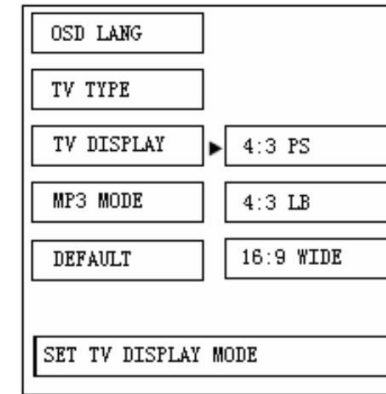 OSD LANG
TV TYPE
TV DISPLAY ▶ 4:3 PS
MP3 MODE 4:3 LB
DEFAULT 16:9 WIDE
SET TV DISPLAY MODE